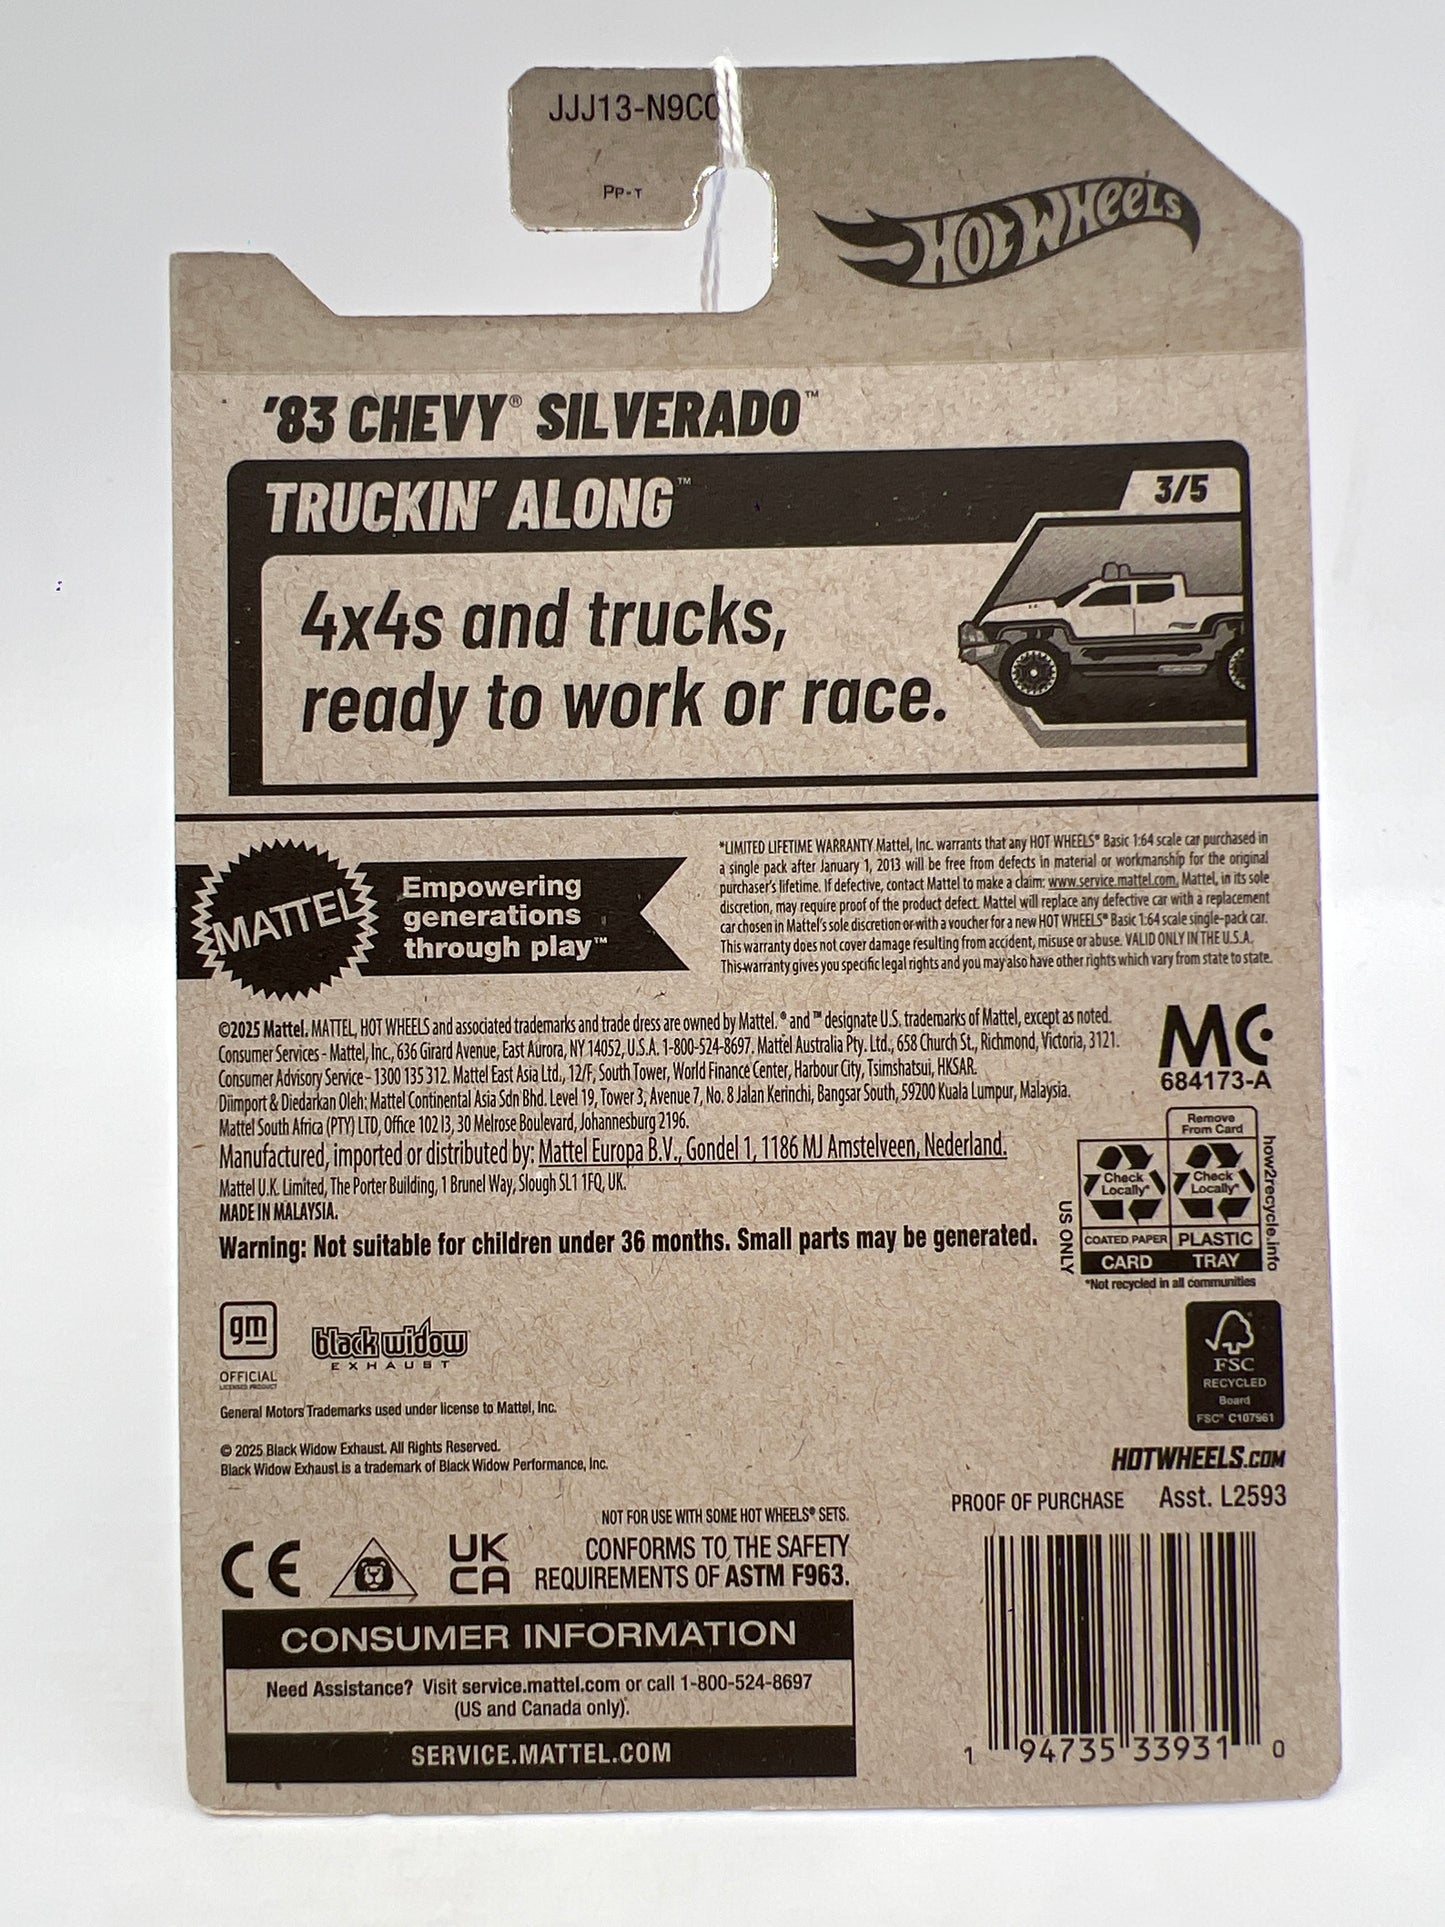 JJJ13-N9C
PP-T
HOT WHEELS
'83 CHEVY® SILVERADO™
TRUCKIN' ALONG™
3/5
4x4s and trucks,
ready to work or race.
MATTEL
Empowering
generations
through play™
*LIMITED LIFETIME WARRANTY Mattel, Inc. warrants that any HOT WHEELS® Basic 1:64 scale car purchased in
a single pack after January 1, 2013 will be free from defects in material or workmanship for the original
purchaser's lifetime. If defective, contact Mattel to make a claim: www.service.mattel.com. Mattel, in its sole
discretion, may require proof of the product defect. Mattel will replace any defective car with a replacement
car chosen in Mattel's sole discretion or with a voucher for a new HOT WHEELS® Basic 1:64 scale single-pack car.
This warranty does not cover damage resulting from accident, misuse or abuse. VALID ONLY IN THE U.S.A.
This warranty gives you specific legal rights and you may also have other rights which vary from state to state.
©2025 Mattel. MATTEL, HOT WHEELS and associated trademarks and trade dress are owned by Mattel. ® and ™ designate U.S. trademarks of Mattel, except as noted.
Consumer Services - Mattel, Inc., 636 Girard Avenue, East Aurora, NY 14052, U.S.A. 1-800-524-8697. Mattel Australia Pty. Ltd., 658 Church St., Richmond, Victoria, 3121.
Consumer Advisory Service - 1300 135 312. Mattel East Asia Ltd., 12/F, South Tower, World Finance Center, Harbour City, Tsimshatsui, HKSAR.
Diimport & Diedarkan Oleh: Mattel Continental Asia Sdn Bhd. Level 19, Tower 3, Avenue 7, No. 8 Jalan Kerinchi, Bangsar South, 59200 Kuala Lumpur, Malaysia.
Mattel South Africa (PTY) LTD, Office 102 I3, 30 Melrose Boulevard, Johannesburg 2196.
Manufactured, imported or distributed by: Mattel Europa B.V., Gondel 1, 1186 MJ Amstelveen, Nederland.
Mattel U.K. Limited, The Porter Building, 1 Brunel Way, Slough SL1 1FQ, UK.
MADE IN MALAYSIA.
Warning: Not suitable for children under 36 months. Small parts may be generated.
MC
684173-A
Remove
From Card
Check
Locally*
Check
Locally*
COATED PAPER
PLASTIC
CARD
TRAY
US ONLY
how2recycle.info
*Not recycled in all communities
gm
OFFICIAL
LICENSED PRODUCT
black widow
EXHAUST
General Motors Trademarks used under license to Mattel, Inc.
© 2025 Black Widow Exhaust. All Rights Reserved.
Black Widow Exhaust is a trademark of Black Widow Performance, Inc.
FSC
RECYCLED
Board
FSC® C107961
HOTWHEELS.COM
PROOF OF PURCHASE
Asst. L2593
NOT FOR USE WITH SOME HOT WHEELS® SETS.
CE
UK
CA
CONFORMS TO THE SAFETY
REQUIREMENTS OF ASTM F963.
CONSUMER INFORMATION
Need Assistance? Visit service.mattel.com or call 1-800-524-8697
(US and Canada only).
SERVICE.MATTEL.COM
1 94735 33931 0